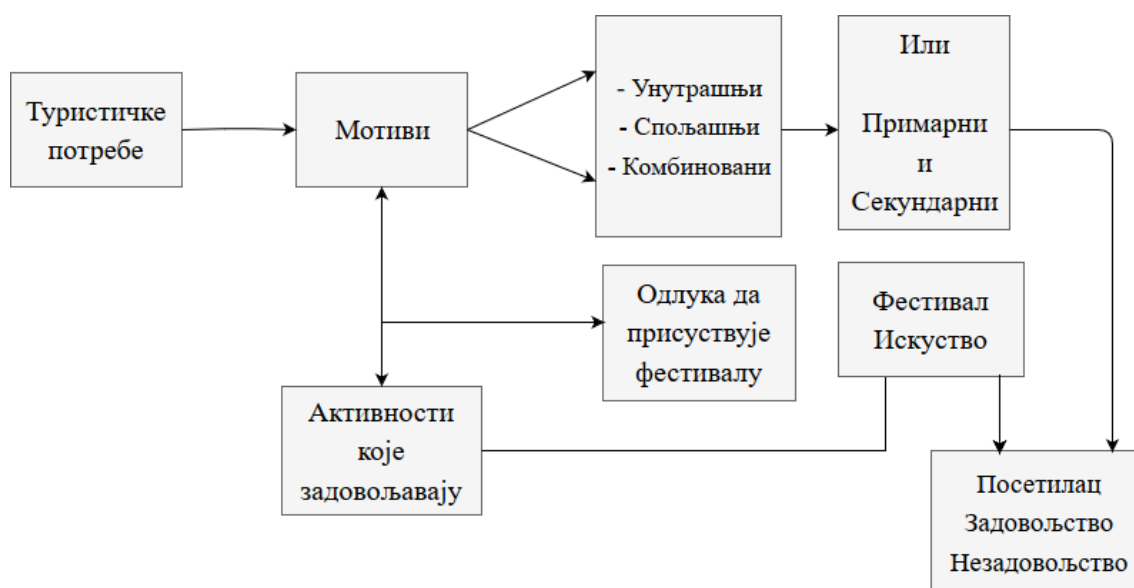 Туристичке
потребе
Мотиви
- Унутрашњи
- Спољашњи
- Комбиновани
Или
Примарни
и
Секундарни
Одлука да
присуствује
фестивалу
Фестивал
Искуство
Активности
које
задовољавају
Посетилац
Задовољство
Незадовољство